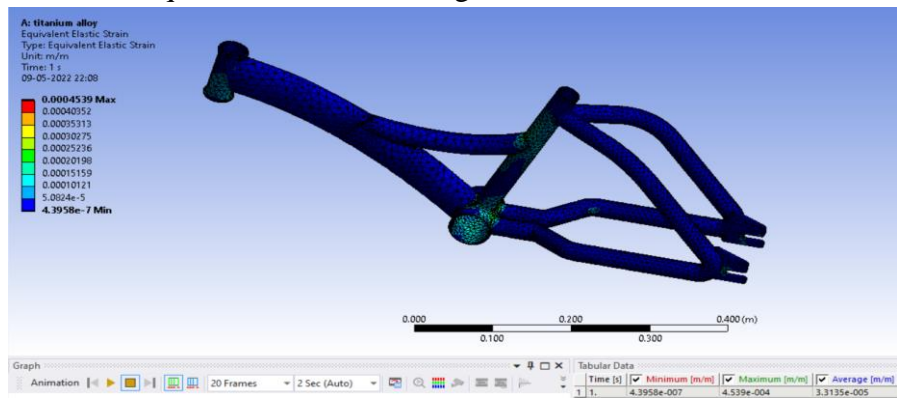 A: titanium alloy
Equivalent Elastic Strain
Type: Equivalent Elastic Strain
Unit: m/m
Time: 1 s
09-05-2022 22:08
0.0004539 Max
0.00040352
0.00035313
0.00030275
0.00025236
0.00020198
0.00015159
0.00010121
5.0824e-5
4.3958e-7 Min
0.000 0.200 0.400 (m)
0.100 0.300
Graph
Animation 20 Frames 2 Sec (Auto)
Tabular Data
Time [s] Minimum [m/m] Maximum [m/m] Average [m/m]
1 1. 4.3958e-007 4.539e-004 3.3135e-005